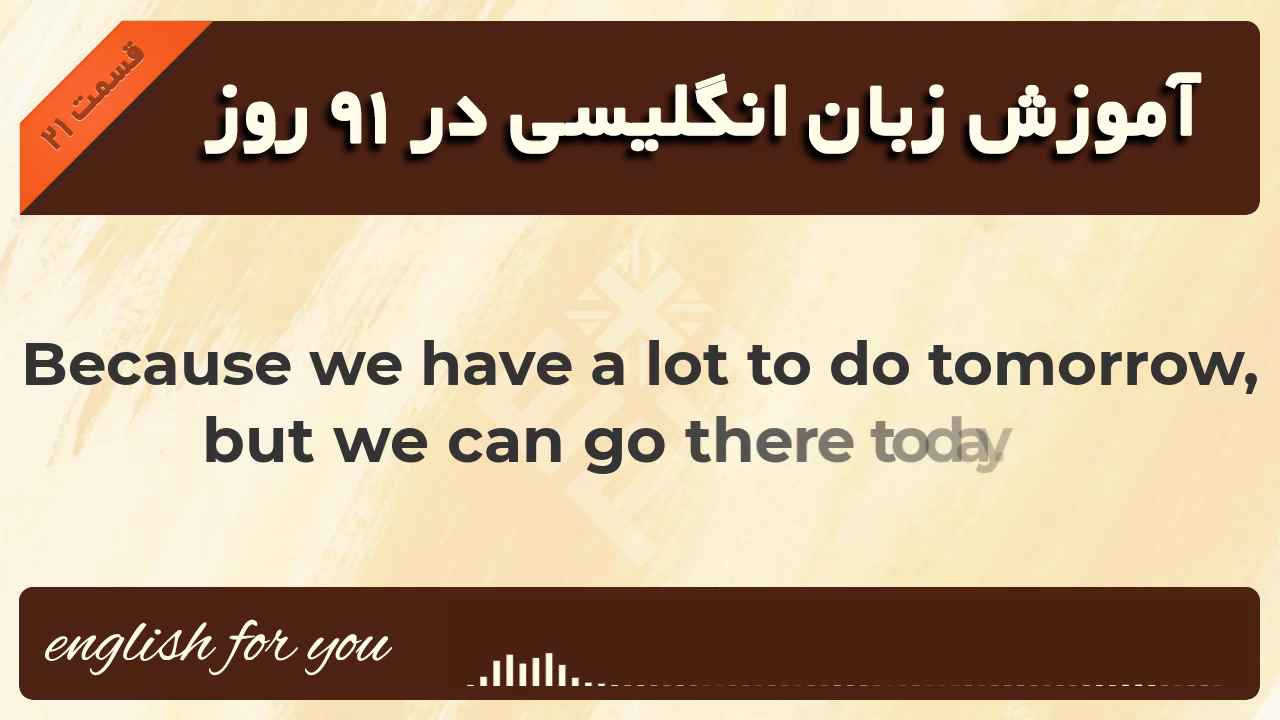 قسمت ۲۱
آموزش زبان انگلیسی در ۹۱ روز
Because we have a lot to do tomorrow,
but we can go there today.
english for you